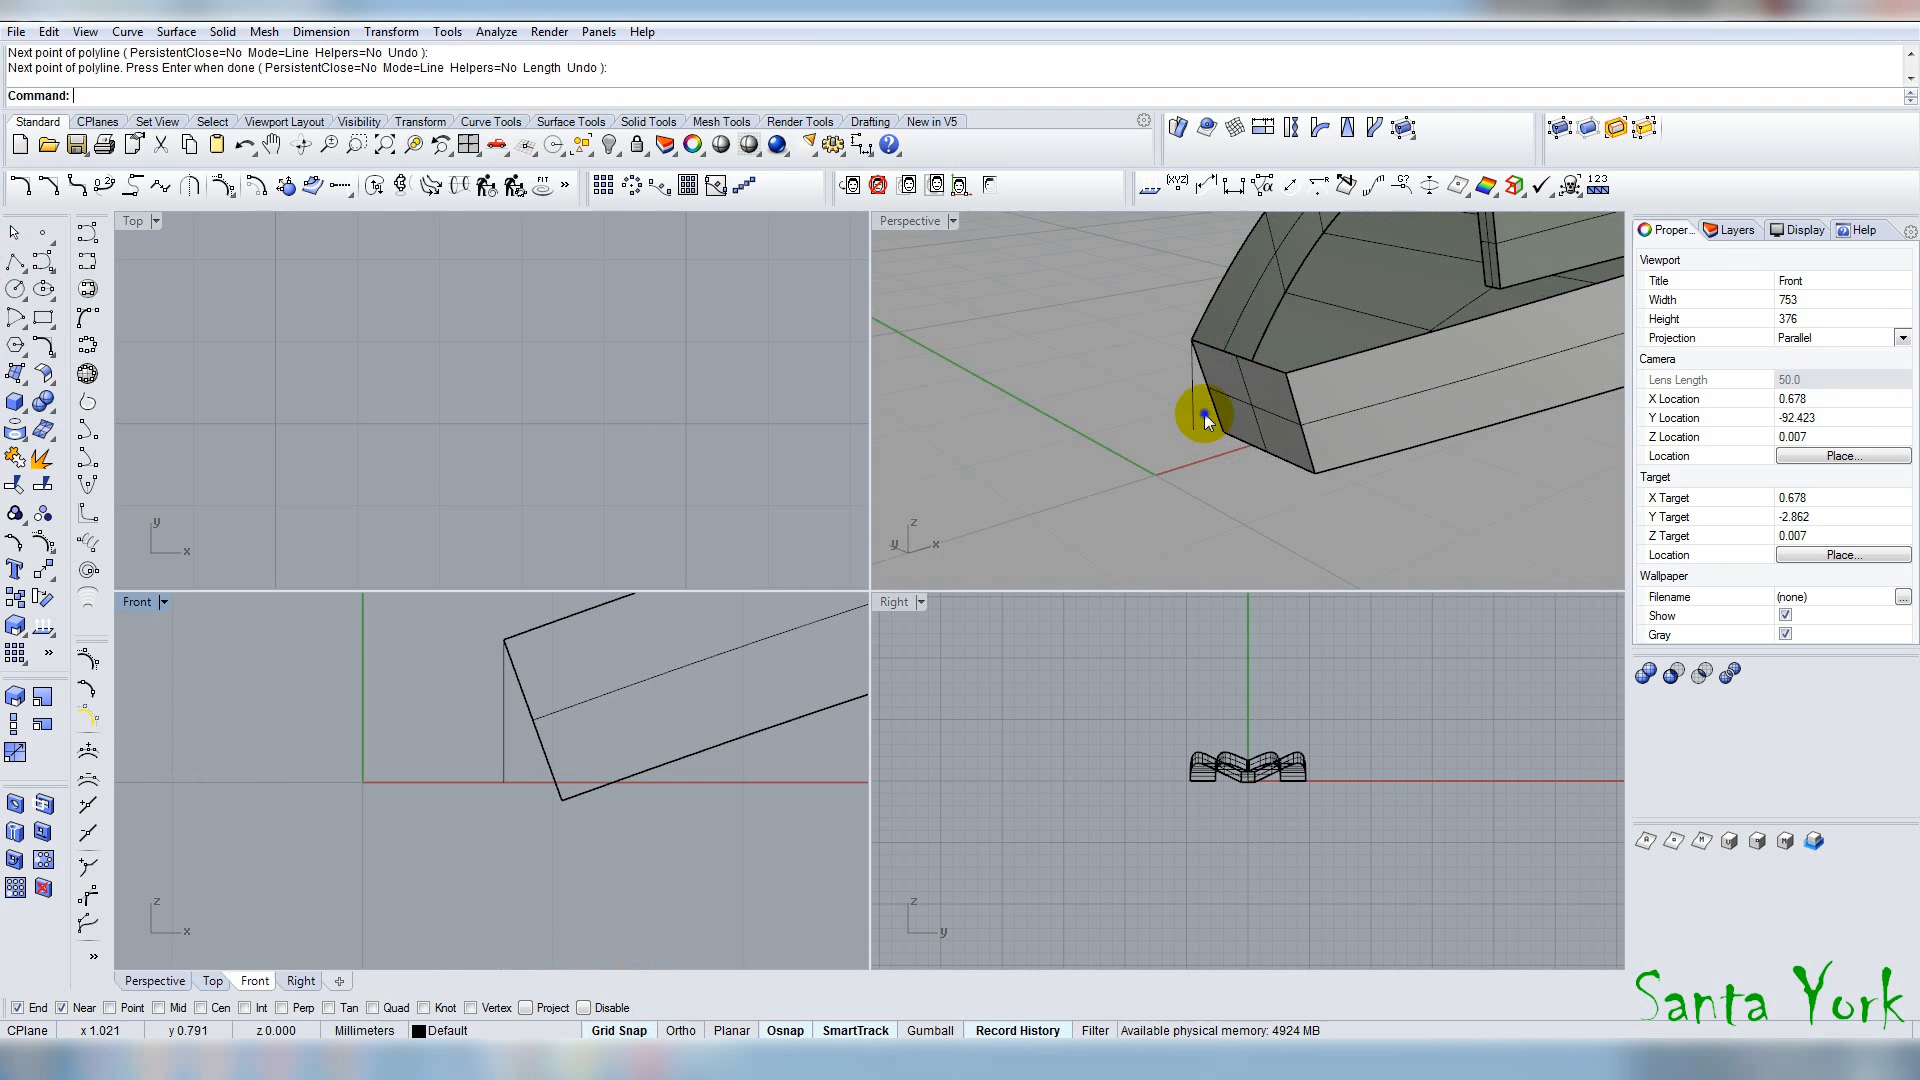 File Edit View Curve Surface Solid Mesh Dimension Transform Tools Analyze Render Panels Help
Next point of polyline ( PersistentClose=No Mode=Line Helpers=No Undo ):
Next point of polyline. Press Enter when done ( PersistentClose=No Mode=Line Helpers=No Length Undo ):
Command:
Standard CPlanes Set View Select Viewport Layout Visibility Transform Curve Tools Surface Tools Solid Tools Mesh Tools Render Tools Drafting New in V5
Top
Perspective
Proper... Layers Display Help
Viewport
Title Front
Width 753
Height 376
Projection Parallel
Camera
Lens Length 50.0
X Location 0.678
Y Location -92.423
Z Location 0.007
Location Place...
Target
X Target 0.678
Y Target -2.862
Z Target 0.007
Location Place...
Wallpaper
Filename (none) ...
Show
Gray
y
x
z
y x
Front
Right
z
x
z
y
Perspective Top Front Right
End Near Point Mid Cen Int Perp Tan Quad Knot Vertex Project Disable
CPlane x 1.021 y 0.791 z 0.000 Millimeters Default Grid Snap Ortho Planar Osnap SmartTrack Gumball Record History Filter Available physical memory: 4924 MB
Santa York